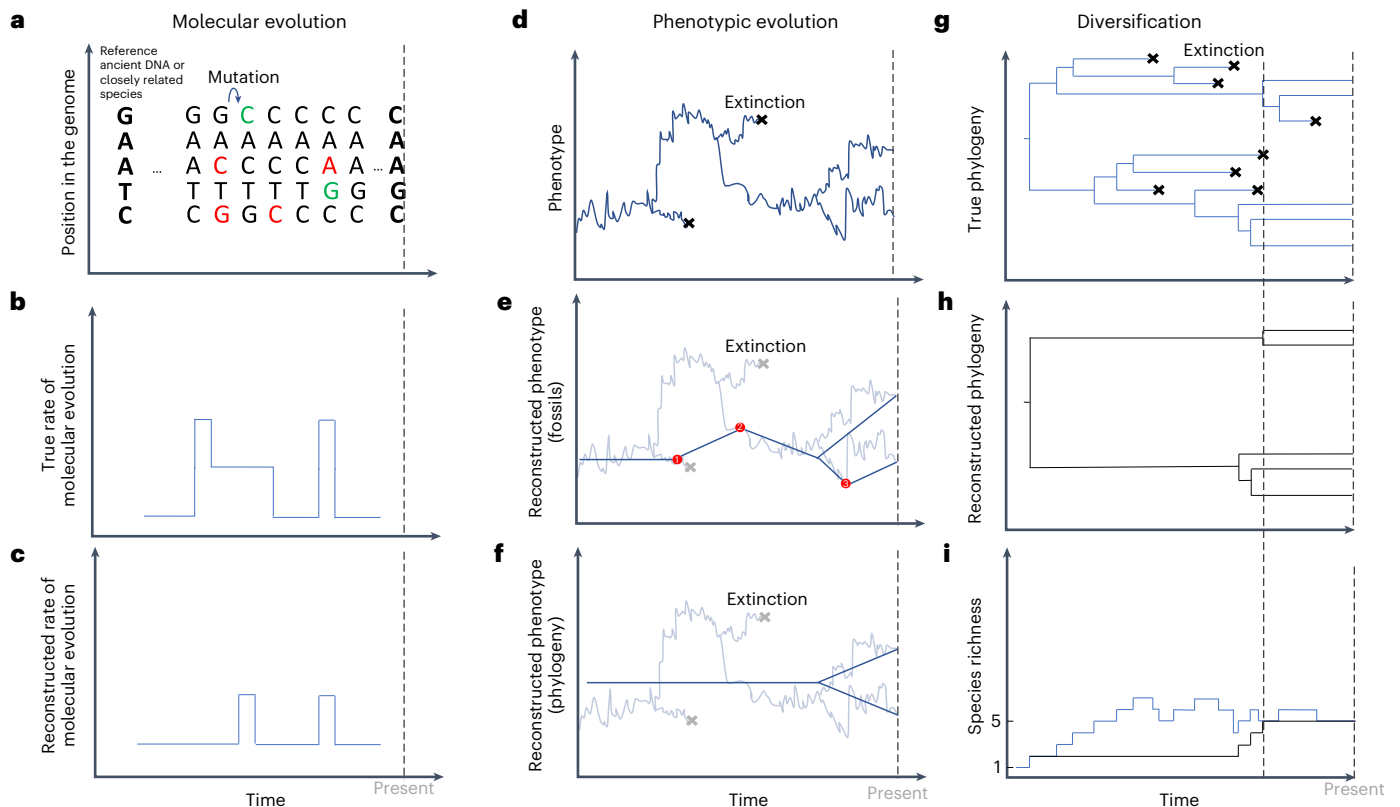 a
Molecular evolution
Reference
ancient DNA or
closely related
species
Mutation
Position in the genome
G G G C C C C C C
A A A A A A A A A
A ... A C C C C A A ... A
T T T T T T G G G
C C G G C C C C C
b
True rate of
molecular evolution
c
Reconstructed rate of
molecular evolution
Present
Time
d
Phenotypic evolution
Phenotype
Extinction
e
Reconstructed phenotype
(fossils)
Extinction
1
2
3
f
Reconstructed phenotype
(phylogeny)
Extinction
Present
Time
g
Diversification
Extinction
True phylogeny
h
Reconstructed phylogeny
i
Species richness
5
1
Present
Time